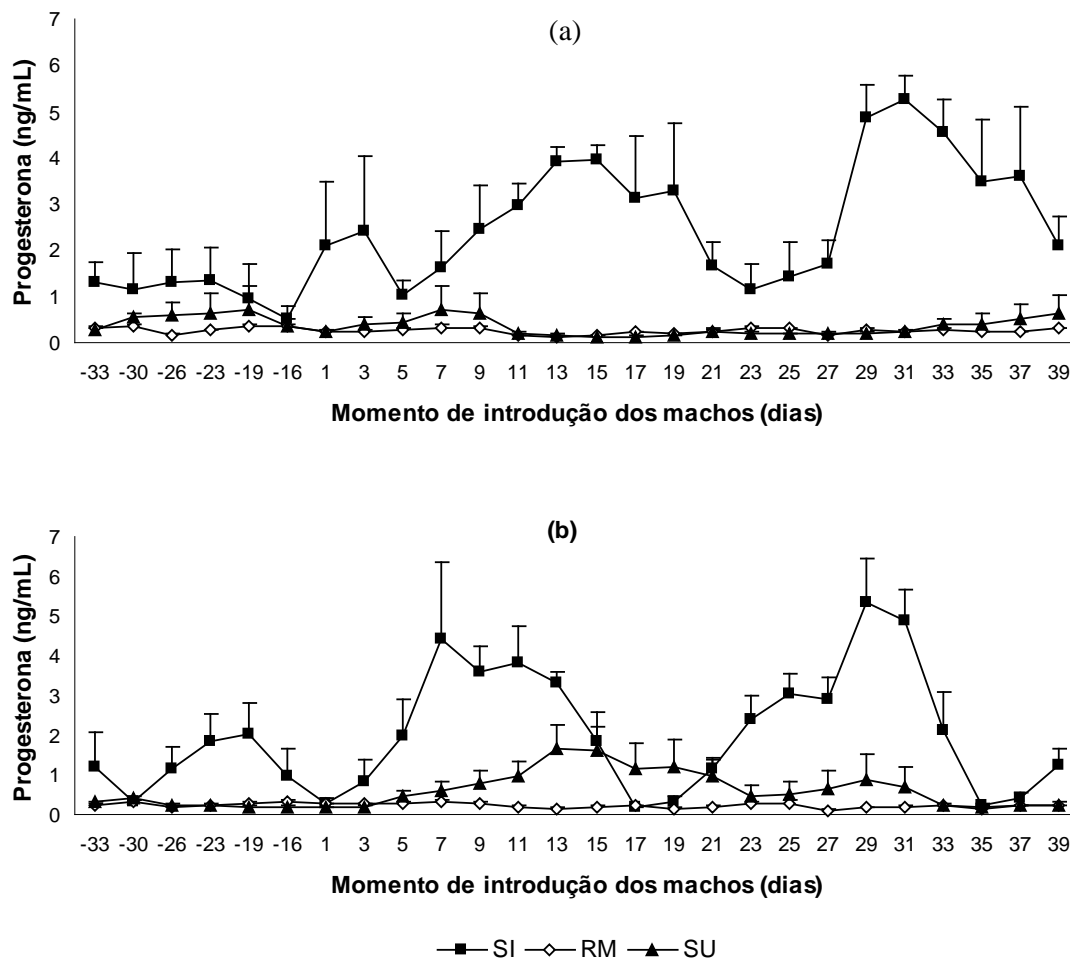 (a)
Progesterona (ng/mL)
7
6
5
4
3
2
1
0
-33 -30 -26 -23 -19 -16 1 3 5 7 9 11 13 15 17 19 21 23 25 27 29 31 33 35 37 39
Momento de introdução dos machos (dias)
(b)
Progesterona (ng/mL)
7
6
5
4
3
2
1
0
-33 -30 -26 -23 -19 -16 1 3 5 7 9 11 13 15 17 19 21 23 25 27 29 31 33 35 37 39
Momento de introdução dos machos (dias)
SI RM SU